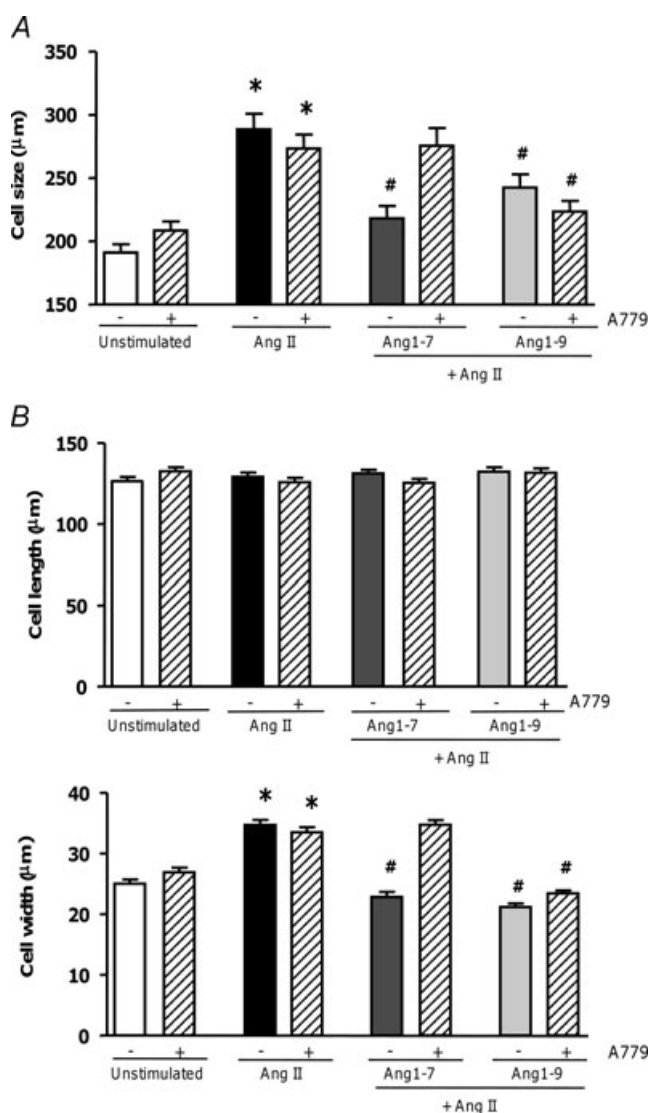 A
350
300
250
200
150
Cell size (μm)
* * # # #
- + - + - + - + A779
Unstimulated Ang II Ang1-7 Ang1-9
+ Ang II
B
150
100
50
0
Cell length (μm)
- + - + - + - + A779
Unstimulated Ang II Ang1-7 Ang1-9
+ Ang II
40
30
20
10
0
Cell width (μm)
* * # # #
- + - + - + - + A779
Unstimulated Ang II Ang1-7 Ang1-9
+ Ang II